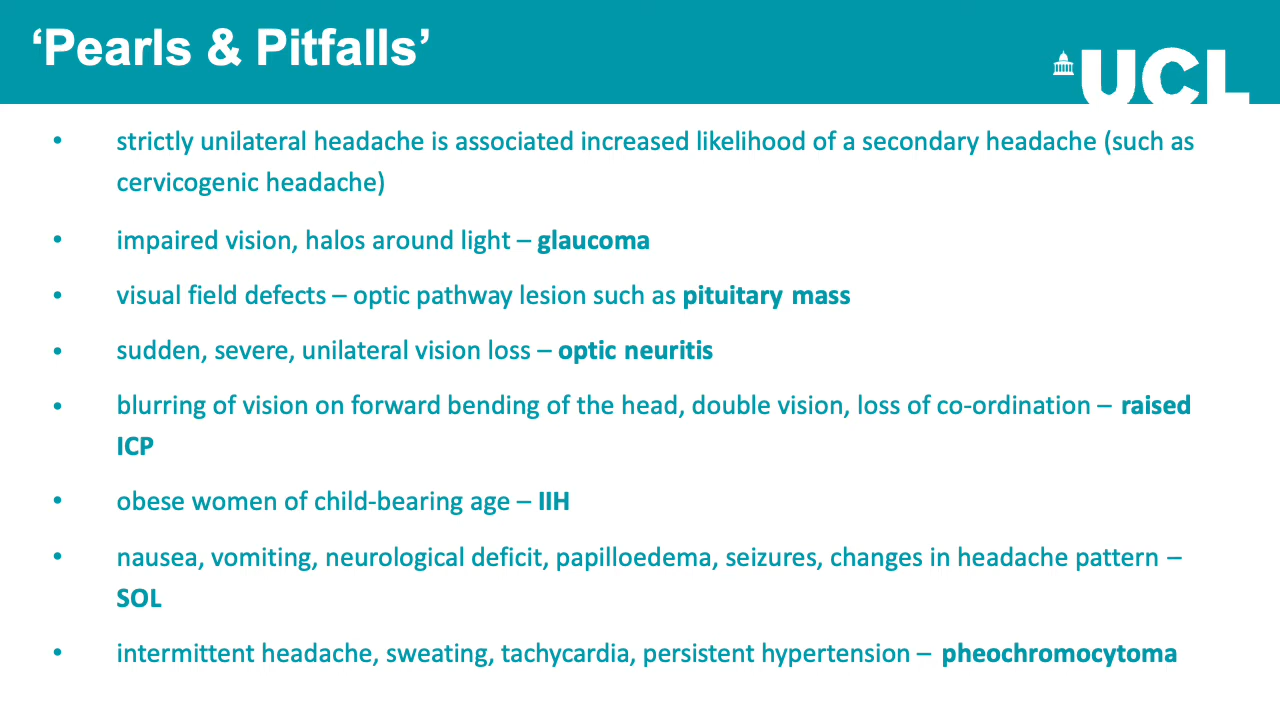 ‘Pearls & Pitfalls’
UCL
• strictly unilateral headache is associated increased likelihood of a secondary headache (such as
cervicogenic headache)
• impaired vision, halos around light – glaucoma
• visual field defects – optic pathway lesion such as pituitary mass
• sudden, severe, unilateral vision loss – optic neuritis
• blurring of vision on forward bending of the head, double vision, loss of co-ordination – raised
ICP
• obese women of child-bearing age – IIH
• nausea, vomiting, neurological deficit, papilloedema, seizures, changes in headache pattern –
SOL
• intermittent headache, sweating, tachycardia, persistent hypertension – pheochromocytoma